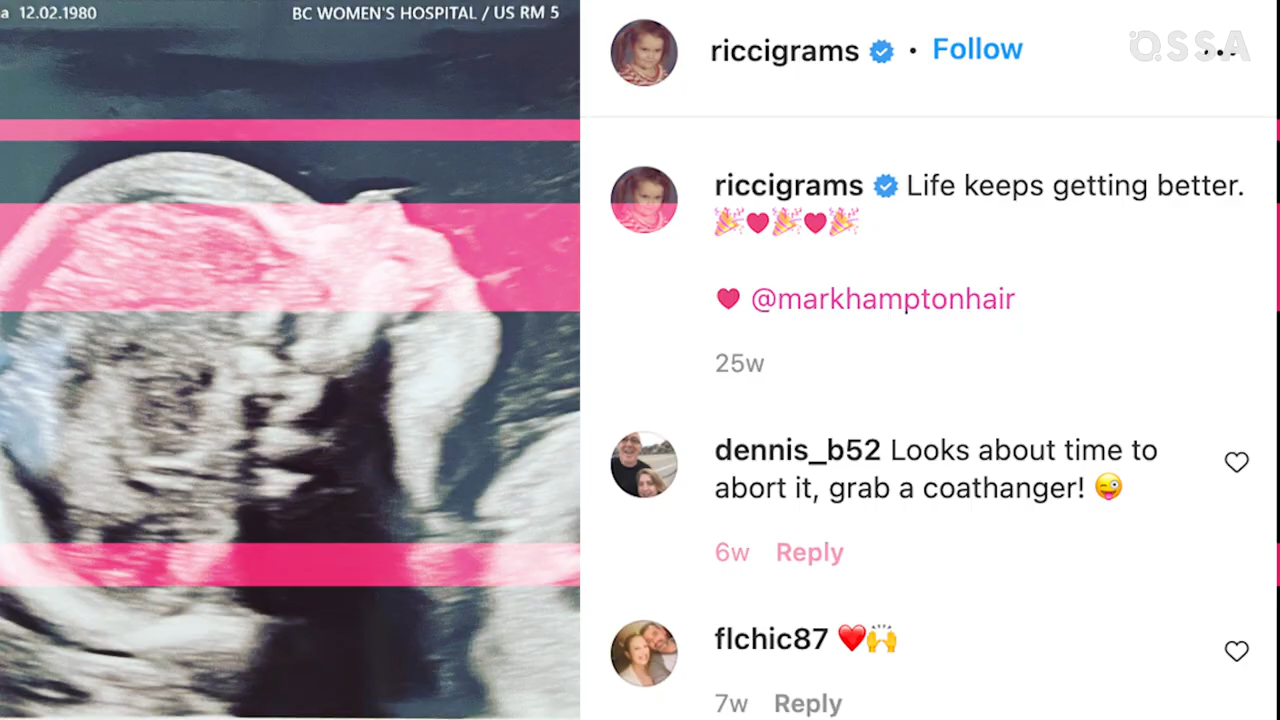 a 12.02.1980
BC WOMEN'S HOSPITAL / US RM 5
riccigrams • Follow
QSSA
riccigrams Life keeps getting better.
🎉❤️🎉❤️🎉
❤️ @markhamptonhair
25w
dennis_b52 Looks about time to
abort it, grab a coathanger! 😜
6w Reply
flchic87 ❤️🙌
7w Reply